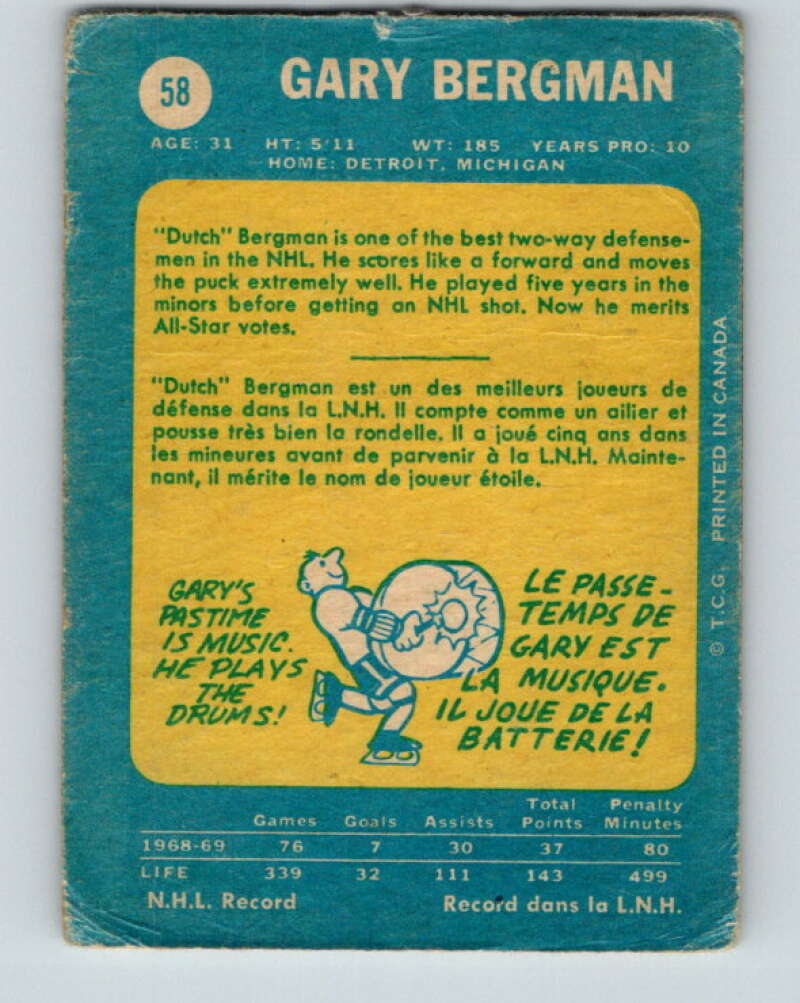 58
GARY BERGMAN
AGE: 31 HT: 5'11 WT: 185 YEARS PRO: 10
HOME: DETROIT, MICHIGAN
"Dutch" Bergman is one of the best two-way defense-
men in the NHL. He scores like a forward and moves
the puck extremely well. He played five years in the
minors before getting an NHL shot. Now he merits
All-Star votes.
"Dutch" Bergman est un des meilleurs joueurs de
défense dans la L.N.H. Il compte comme un ailier et
pousse très bien la rondelle. Il a joué cinq ans dans
les mineures avant de parvenir à la L.N.H. Mainte-
nant, il mérite le nom de joueur étoile.
GARY'S
PASTIME
IS MUSIC.
HE PLAYS
THE
DRUMS!
LE PASSE-
TEMPS DE
GARY EST
LA MUSIQUE.
IL JOUE DE LA
BATTERIE!
© T.C.G. PRINTED IN CANADA
Games Goals Assists Total Points Penalty Minutes
1968-69 76 7 30 37 80
LIFE 339 32 111 143 499
N.H.L. Record Record dans la L.N.H.